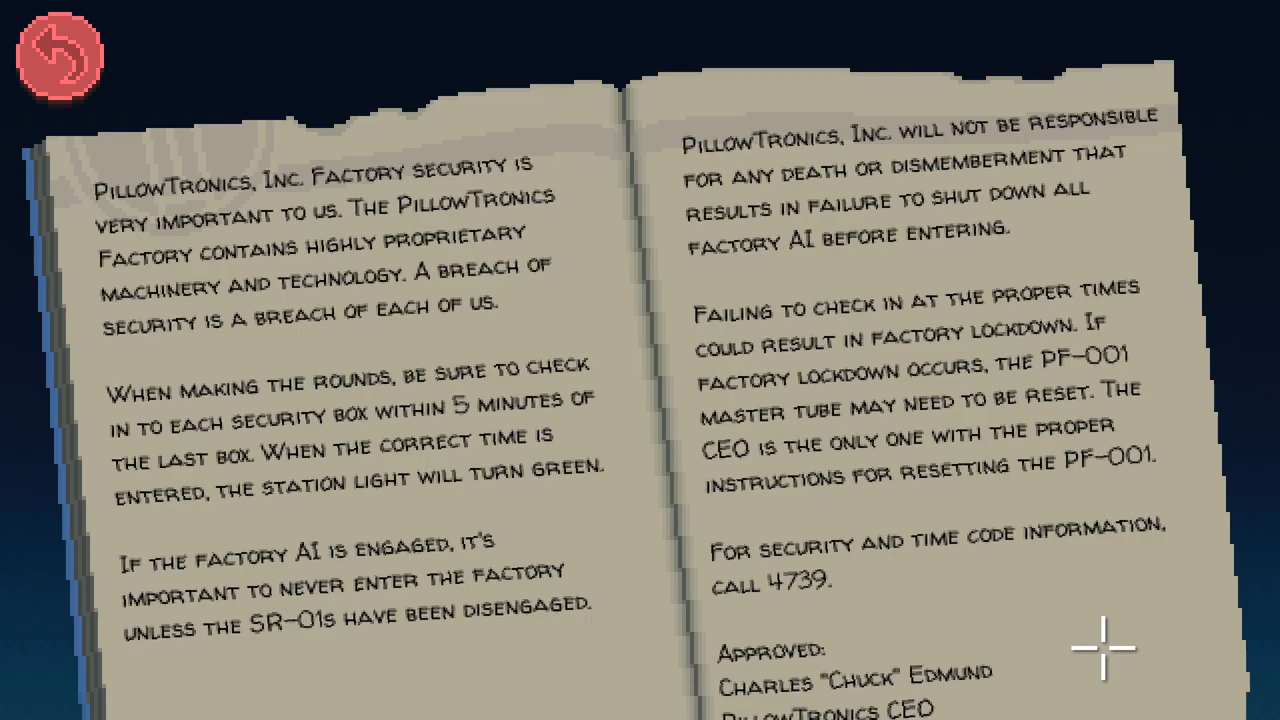 PillowTronics, Inc. Factory security is
very important to us. The PillowTronics
Factory contains highly proprietary
machinery and technology. A breach of
security is a breach of each of us.
When making the rounds, be sure to check
in to each security box within 5 minutes of
the last box. When the correct time is
entered, the station light will turn green.
If the factory AI is engaged, it's
important to never enter the factory
unless the SR-01s have been disengaged.
PillowTronics, Inc. will not be responsible
for any death or dismemberment that
results in failure to shut down all
factory AI before entering.
Failing to check in at the proper times
could result in factory lockdown. If
factory lockdown occurs, the PF-001
master tube may need to be reset. The
CEO is the only one with the proper
instructions for resetting the PF-001.
For security and time code information,
call 4739.
Approved:
Charles "Chuck" Edmund
PillowTronics CEO